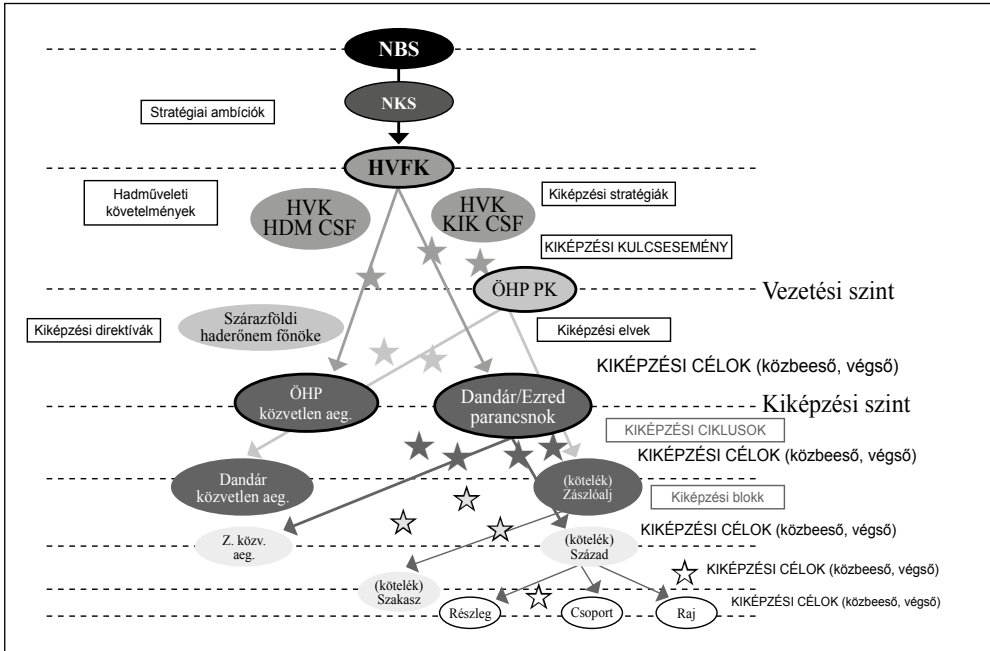 NBS
NKS
Stratégiai ambíciók
HVFK
Hadműveleti
követelmények
HVK
HDM CSF
HVK
KIK CSF
Kiképzési stratégiák
KIKÉPZÉSI KULCSESEMÉNY
ÖHP PK
Vezetési szint
Kiképzési direktívák
Szárazföldi
haderőnem főnöke
Kiképzési elvek
KIKÉPZÉSI CÉLOK (közbeeső, végső)
ÖHP
közvetlen aeg.
Dandár/Ezred
parancsnok
Kiképzési szint
KIKÉPZÉSI CIKLUSOK
KIKÉPZÉSI CÉLOK (közbeeső, végső)
Dandár
közvetlen aeg.
(kötelék)
Zászlóalj
Kiképzési blokk
KIKÉPZÉSI CÉLOK (közbeeső, végső)
Z. közv.
aeg.
(kötelék)
Század
KIKÉPZÉSI CÉLOK (közbeeső, végső)
(kötelék)
Szakasz
KIKÉPZÉSI CÉLOK (közbeeső, végső)
Részleg
Csoport
Raj